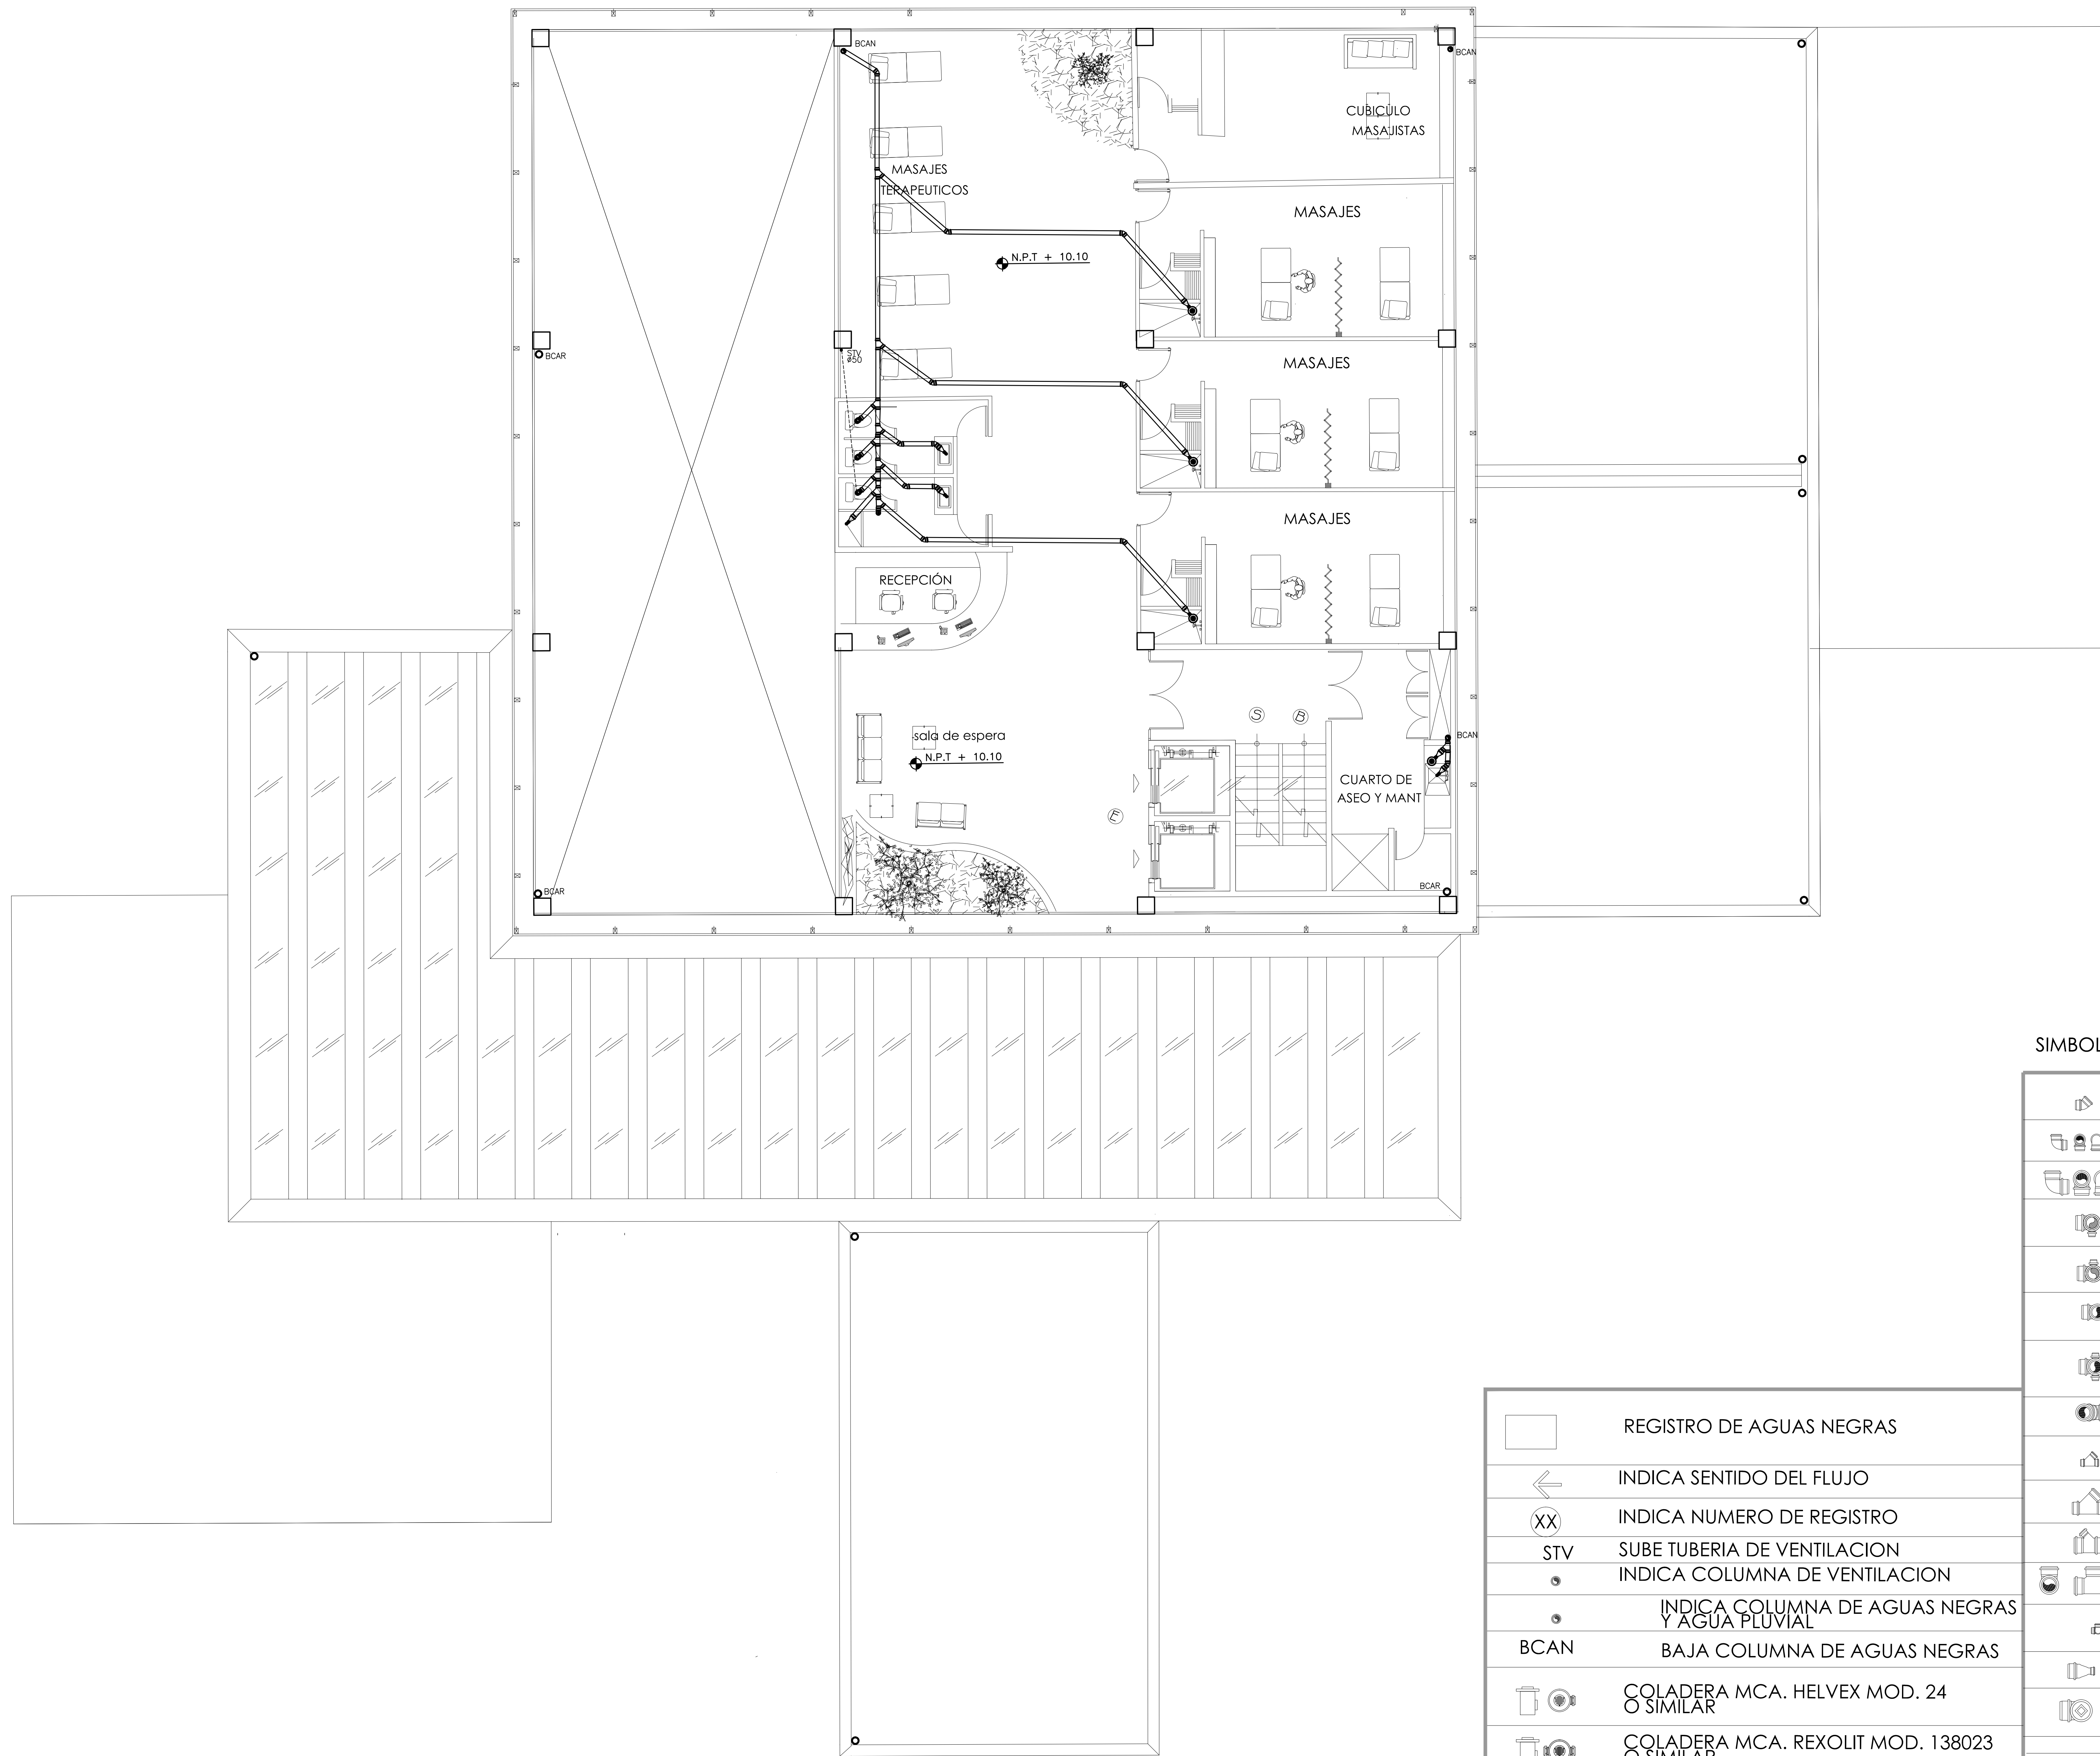 BCAN
BCAN
CUBICULO
MASAJISTAS
MASAJES
TERAPEUTICOS
MASAJES
N.P.T + 10.10
BCAR
STV
Ø50
MASAJES
MASAJES
RECEPCIÓN
S
B
sala de espera
N.P.T + 10.10
BCAN
CUARTO DE
ASEO Y MANT
E
BCAR
BCAR
SIMBOL
REGISTRO DE AGUAS NEGRAS
INDICA SENTIDO DEL FLUJO
XX INDICA NUMERO DE REGISTRO
STV SUBE TUBERIA DE VENTILACION
INDICA COLUMNA DE VENTILACION
INDICA COLUMNA DE AGUAS NEGRAS
Y AGUA PLUVIAL
BCAN BAJA COLUMNA DE AGUAS NEGRAS
COLADERA MCA. HELVEX MOD. 24
O SIMILAR
COLADERA MCA. REXOLIT MOD. 138023
O SIMILAR